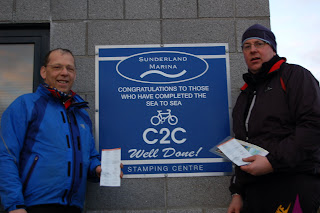 SUNDERLAND
MARINA
CONGRATULATIONS TO THOSE
WHO HAVE COMPLETED THE
SEA TO SEA
C2C
Well Done!
STAMPING CENTRE